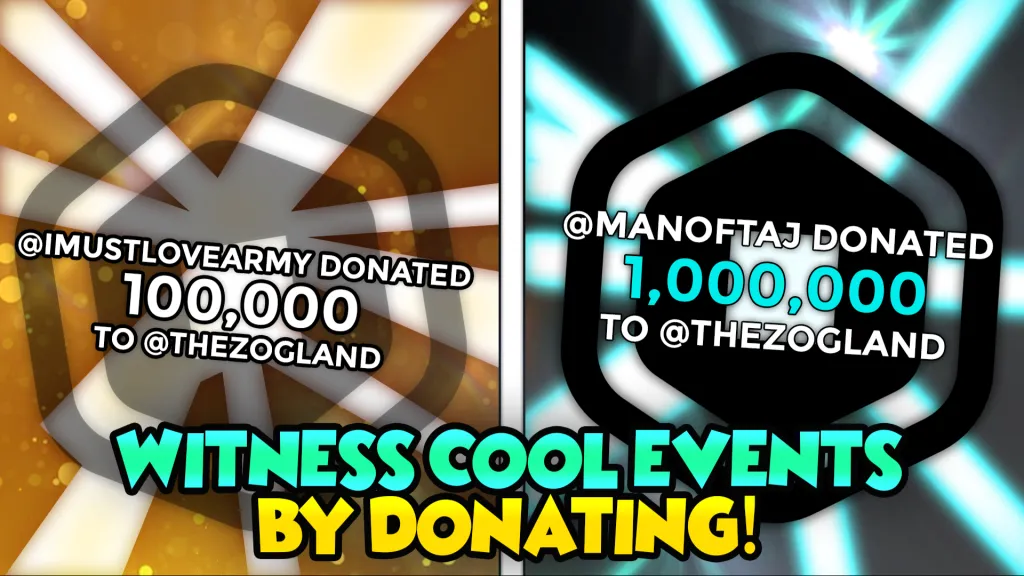 @IMUSTLOVEARMY DONATED
100,000
TO @THEZOGLAND
@MANOFTAJ DONATED
1,000,000
TO @THEZOGLAND
WITNESS COOL EVENTS
BY DONATING!